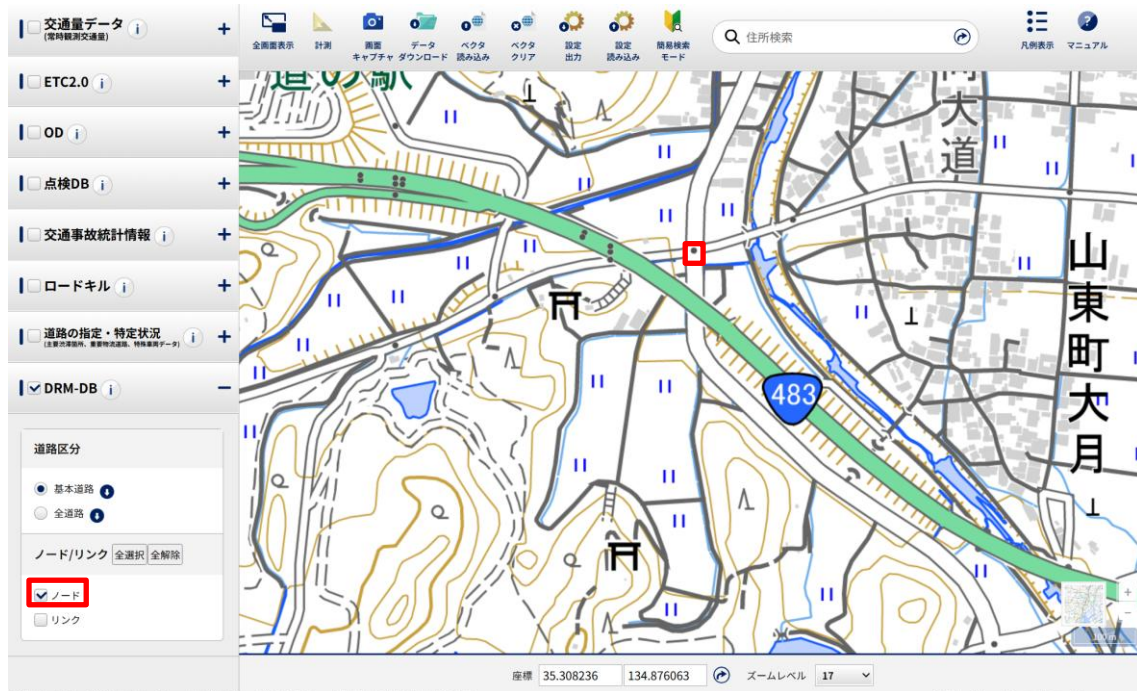 交通量データ
(常時観測交通量)
ETC2.0
OD
点検DB
交通事故統計情報
ロードキル
道路の指定・特定状況
(主要渋滞箇所、重要物流道路、特殊車両データ)
DRM-DB
道路区分
基本道路
全道路
ノード/リンク 全選択 全解除
ノード
リンク
全画面表示
計測
画面
キャプチャ
データ
ダウンロード
ベクタ
読み込み
ベクタ
クリア
設定
出力
設定
読み込み
簡易検索
モード
住所検索
凡例表示
マニュアル
道の駅
大道
山東町大月
483
100 m
座標 35.308236 134.876063 ズームレベル 17